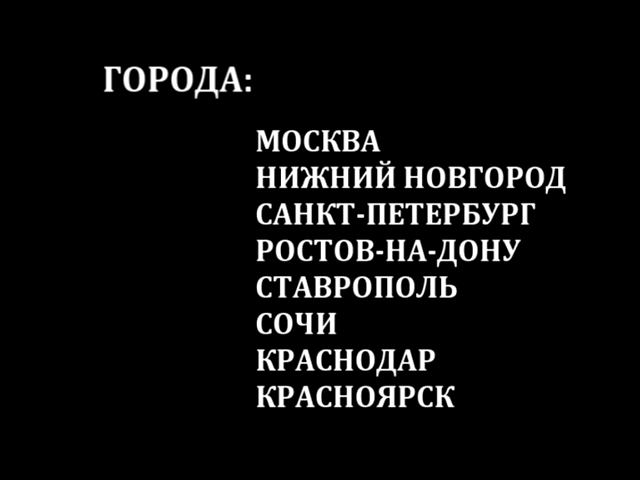 ГОРОДА:
МОСКВА
НИЖНИЙ НОВГОРОД
САНКТ-ПЕТЕРБУРГ
РОСТОВ-НА-ДОНУ
СТАВРОПОЛЬ
СОЧИ
КРАСНОДАР
КРАСНОЯРСК